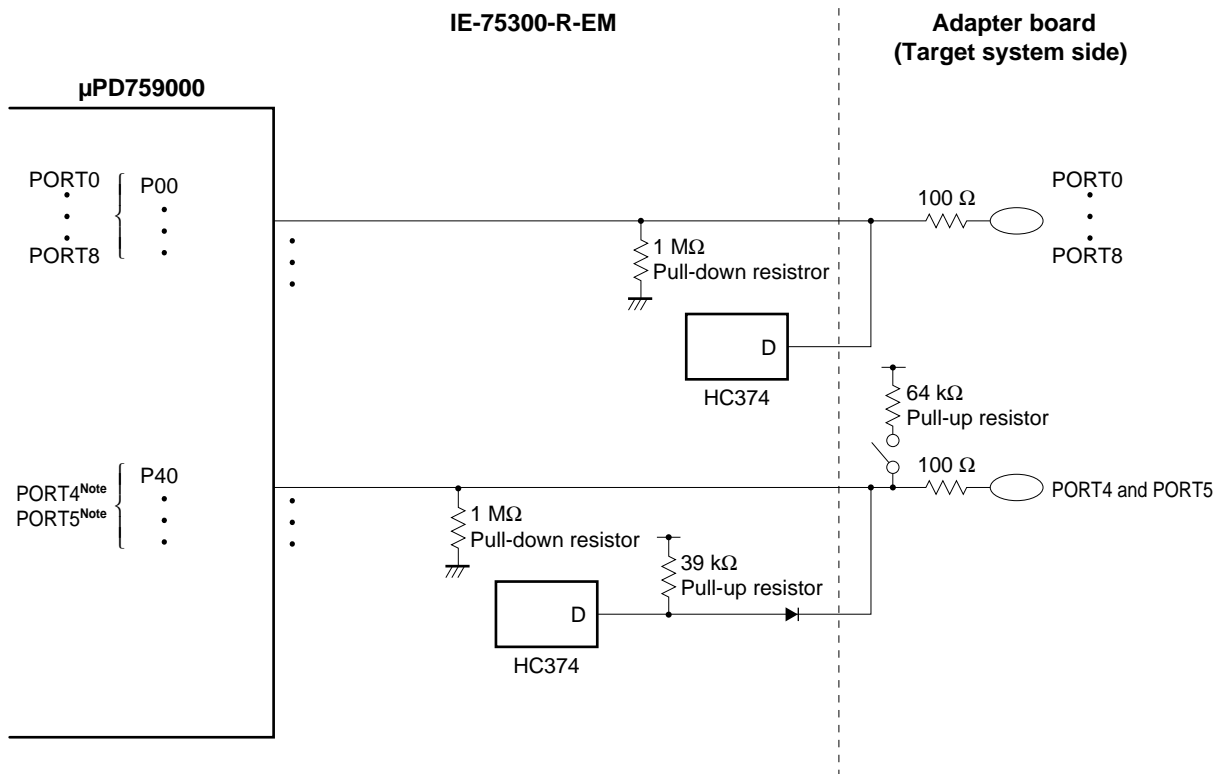 IE-75300-R-EM
Adapter board
(Target system side)
µPD759000
PORT0
PORT8
P00
100 Ω
PORT0
PORT8
1 MΩ
Pull-down resistror
D
HC374
64 kΩ
Pull-up resistor
PORT4Note
PORT5Note
P40
100 Ω
PORT4 and PORT5
1 MΩ
Pull-down resistor
39 kΩ
Pull-up resistor
D
HC374